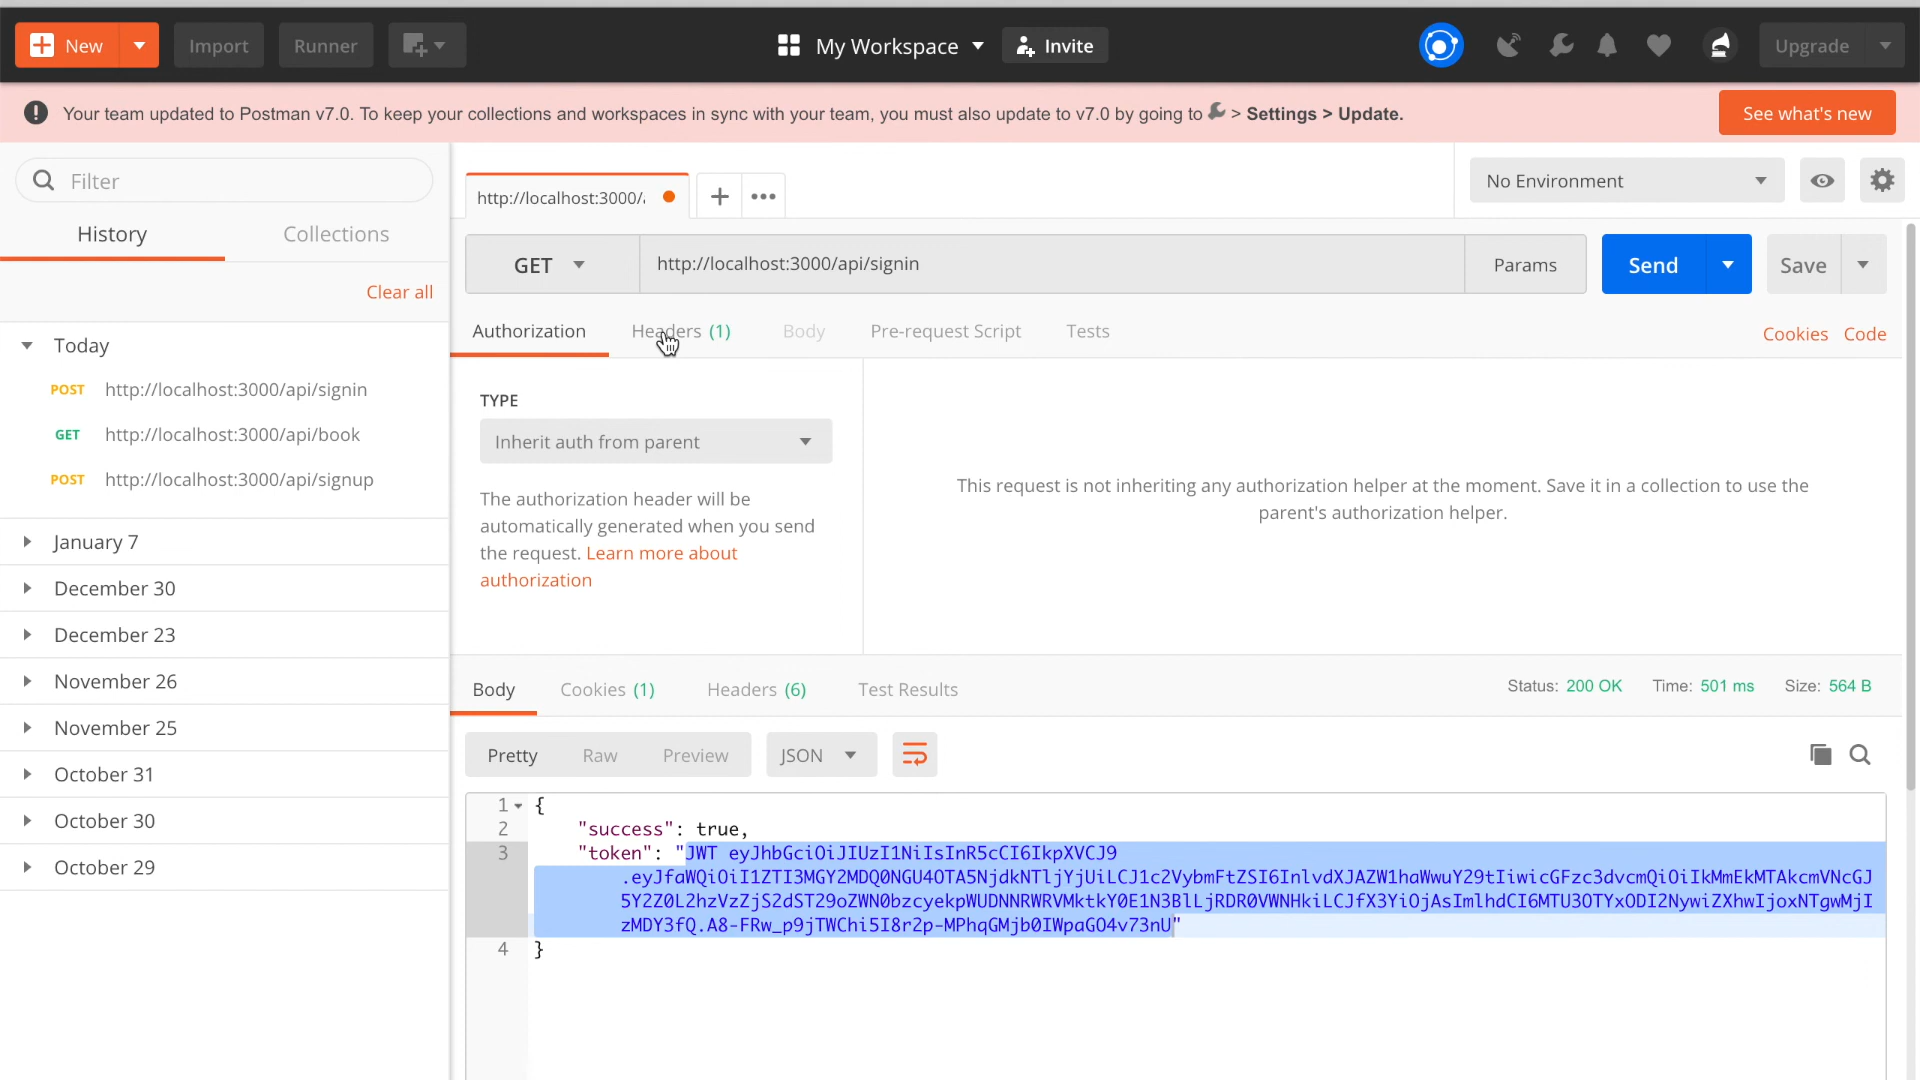 New
Import
Runner
My Workspace
Invite
Upgrade
Your team updated to Postman v7.0. To keep your collections and workspaces in sync with your team, you must also update to v7.0 by going to > Settings > Update.
See what's new
Filter
History
Collections
Clear all
Today
POST http://localhost:3000/api/signin
GET http://localhost:3000/api/book
POST http://localhost:3000/api/signup
January 7
December 30
December 23
November 26
November 25
October 31
October 30
October 29
http://localhost:3000/
No Environment
GET
http://localhost:3000/api/signin
Params
Send
Save
Authorization
Headers (1)
Body
Pre-request Script
Tests
Cookies
Code
TYPE
Inherit auth from parent
The authorization header will be
automatically generated when you send
the request. Learn more about
authorization
This request is not inheriting any authorization helper at the moment. Save it in a collection to use the
parent's authorization helper.
Body
Cookies (1)
Headers (6)
Test Results
Status: 200 OK
Time: 501 ms
Size: 564 B
Pretty
Raw
Preview
JSON
1 {
2 "success": true,
3 "token": "JWT eyJhbGciOiJIUzI1NiIsInR5cCI6IkpXVCJ9
.eyJfaWQiOiI1ZTI3MGY2MDQ0NGU4OTA5NjdkNTljYjUiLCJ1c2VybmFtZSI6InlvdXJAZW1haWwuY29tIiwicGFzc3dvcmQiOiIkMmEkMTAkcmVNcGJ
5Y2Z0L2hzVzZjS2dST29oZWN0bzcyekpWUDNNRWRVMktkY0E1N3BlLjRDR0VWNHkiLCJfX3YiOjAsImlhdCI6MTU3OTYxODI2NywiZXhwIjoxNTgwMjI
zMDY3fQ.A8-FRw_p9jTWChi5I8r2p-MPhqGMjb0IWpaGO4v73nU"
4 }